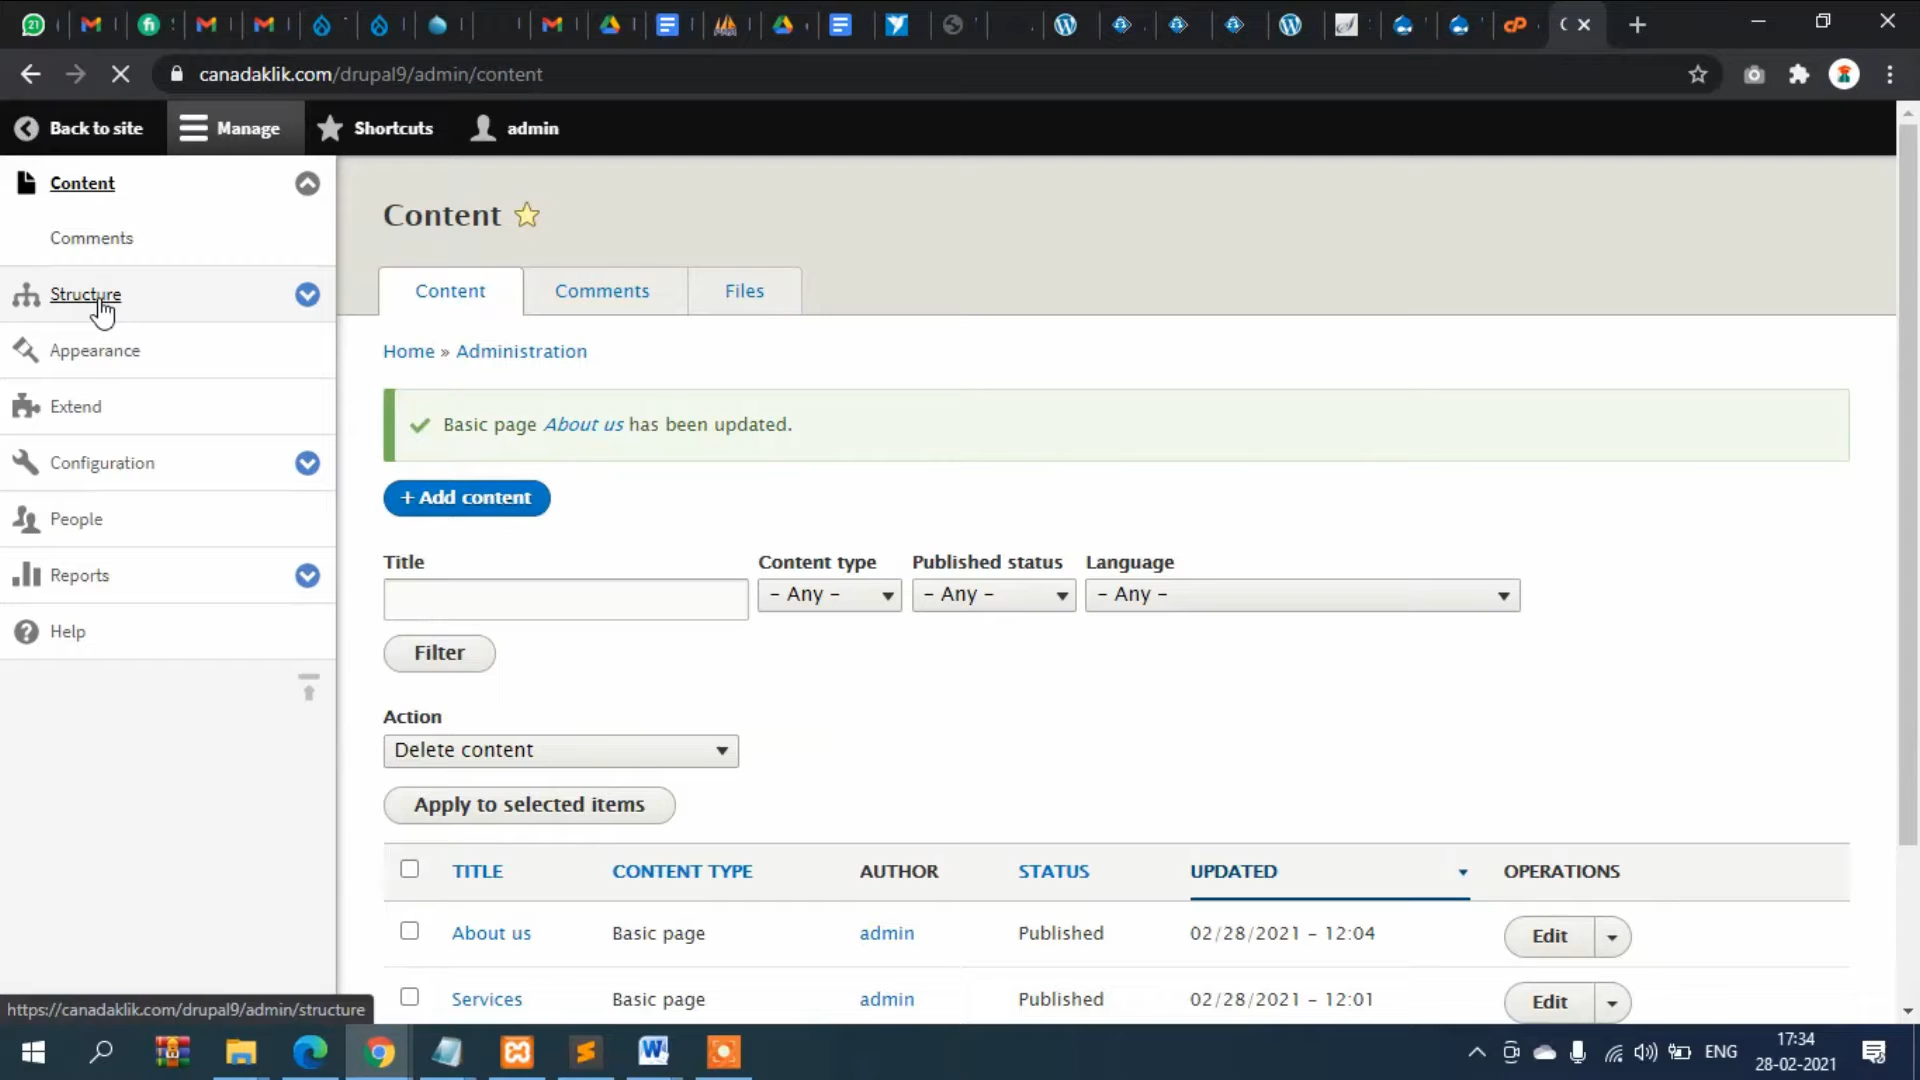 canadaklik.com/drupal9/admin/content
Back to site
Manage
Shortcuts
admin
Content
Comments
Structure
Appearance
Extend
Configuration
People
Reports
Help
Content
Content
Comments
Files
Home » Administration
Basic page About us has been updated.
+ Add content
Title
Content type
Published status
Language
- Any -
- Any -
- Any -
Filter
Action
Delete content
Apply to selected items
TITLE
CONTENT TYPE
AUTHOR
STATUS
UPDATED
OPERATIONS
About us
Basic page
admin
Published
02/28/2021 - 12:04
Edit
Services
Basic page
admin
Published
02/28/2021 - 12:01
Edit
https://canadaklik.com/drupal9/admin/structure
ENG
17:34
28-02-2021